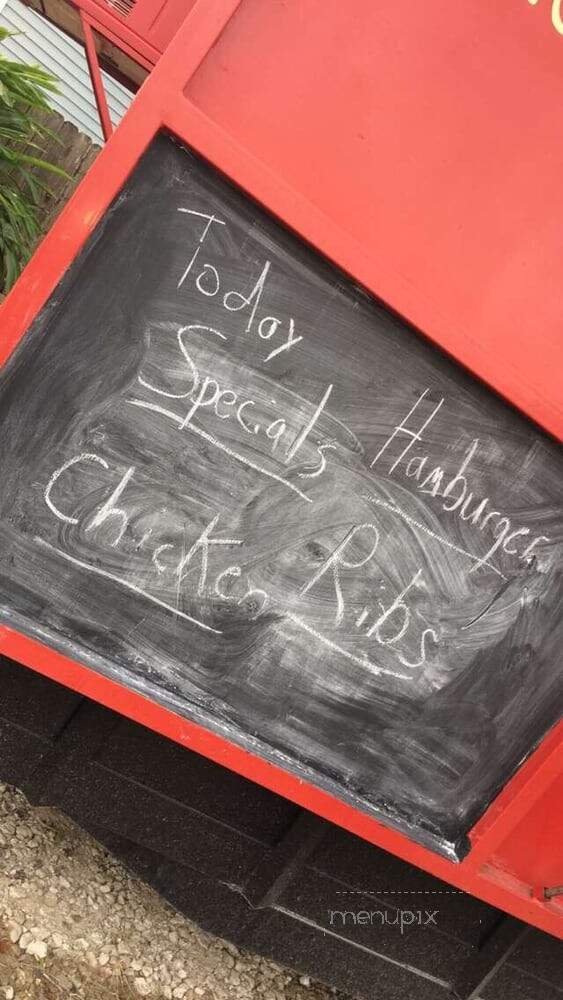 Today
Specials Hamburger
Chicken Ribs
menupix